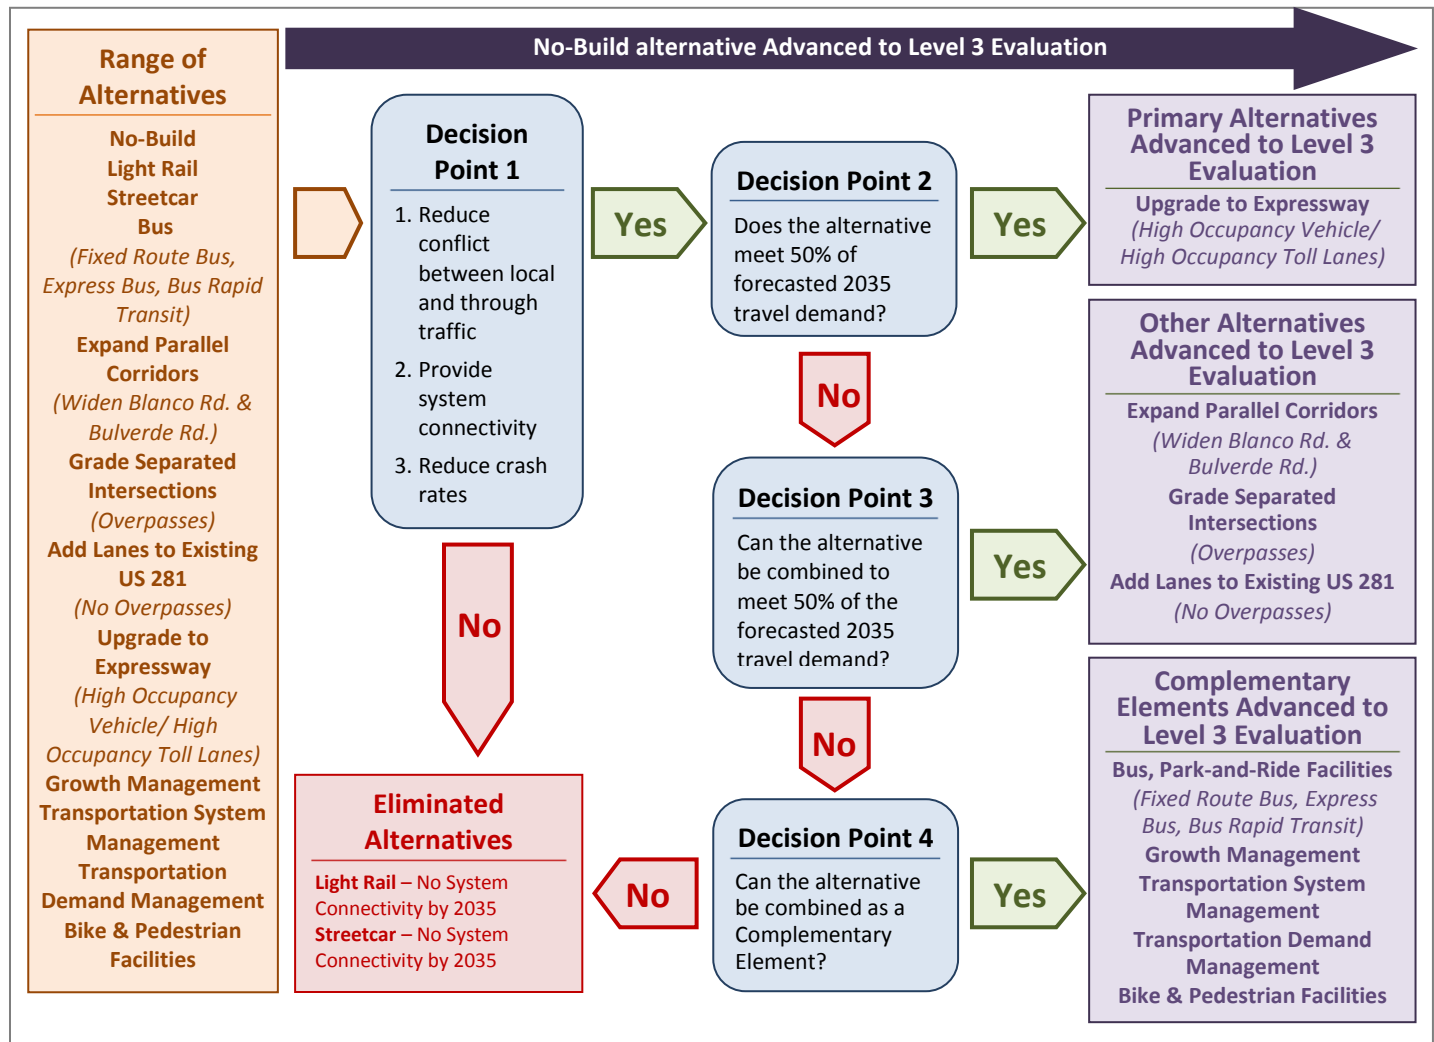 No-Build alternative Advanced to Level 3 Evaluation
Range of
Alternatives
No-Build
Light Rail
Streetcar
Bus
(Fixed Route Bus,
Express Bus, Bus Rapid
Transit)
Expand Parallel
Corridors
(Widen Blanco Rd. &
Bulverde Rd.)
Grade Separated
Intersections
(Overpasses)
Add Lanes to Existing
US 281
(No Overpasses)
Upgrade to
Expressway
(High Occupancy
Vehicle/ High
Occupancy Toll Lanes)
Growth Management
Transportation System
Management
Transportation
Demand Management
Bike & Pedestrian
Facilities
Decision
Point 1
1. Reduce
conflict
between local
and through
traffic
2. Provide
system
connectivity
3. Reduce crash
rates
Yes
No
Decision Point 2
Does the alternative
meet 50% of
forecasted 2035
travel demand?
Yes
No
Decision Point 3
Can the alternative
be combined to
meet 50% of the
forecasted 2035
travel demand?
Yes
No
Decision Point 4
Can the alternative
be combined as a
Complementary
Element?
Yes
No
Eliminated
Alternatives
Light Rail – No System
Connectivity by 2035
Streetcar – No System
Connectivity by 2035
Primary Alternatives
Advanced to Level 3
Evaluation
Upgrade to Expressway
(High Occupancy Vehicle/
High Occupancy Toll Lanes)
Other Alternatives
Advanced to Level 3
Evaluation
Expand Parallel Corridors
(Widen Blanco Rd. &
Bulverde Rd.)
Grade Separated
Intersections
(Overpasses)
Add Lanes to Existing US 281
(No Overpasses)
Complementary
Elements Advanced to
Level 3 Evaluation
Bus, Park-and-Ride Facilities
(Fixed Route Bus, Express
Bus, Bus Rapid Transit)
Growth Management
Transportation System
Management
Transportation Demand
Management
Bike & Pedestrian Facilities